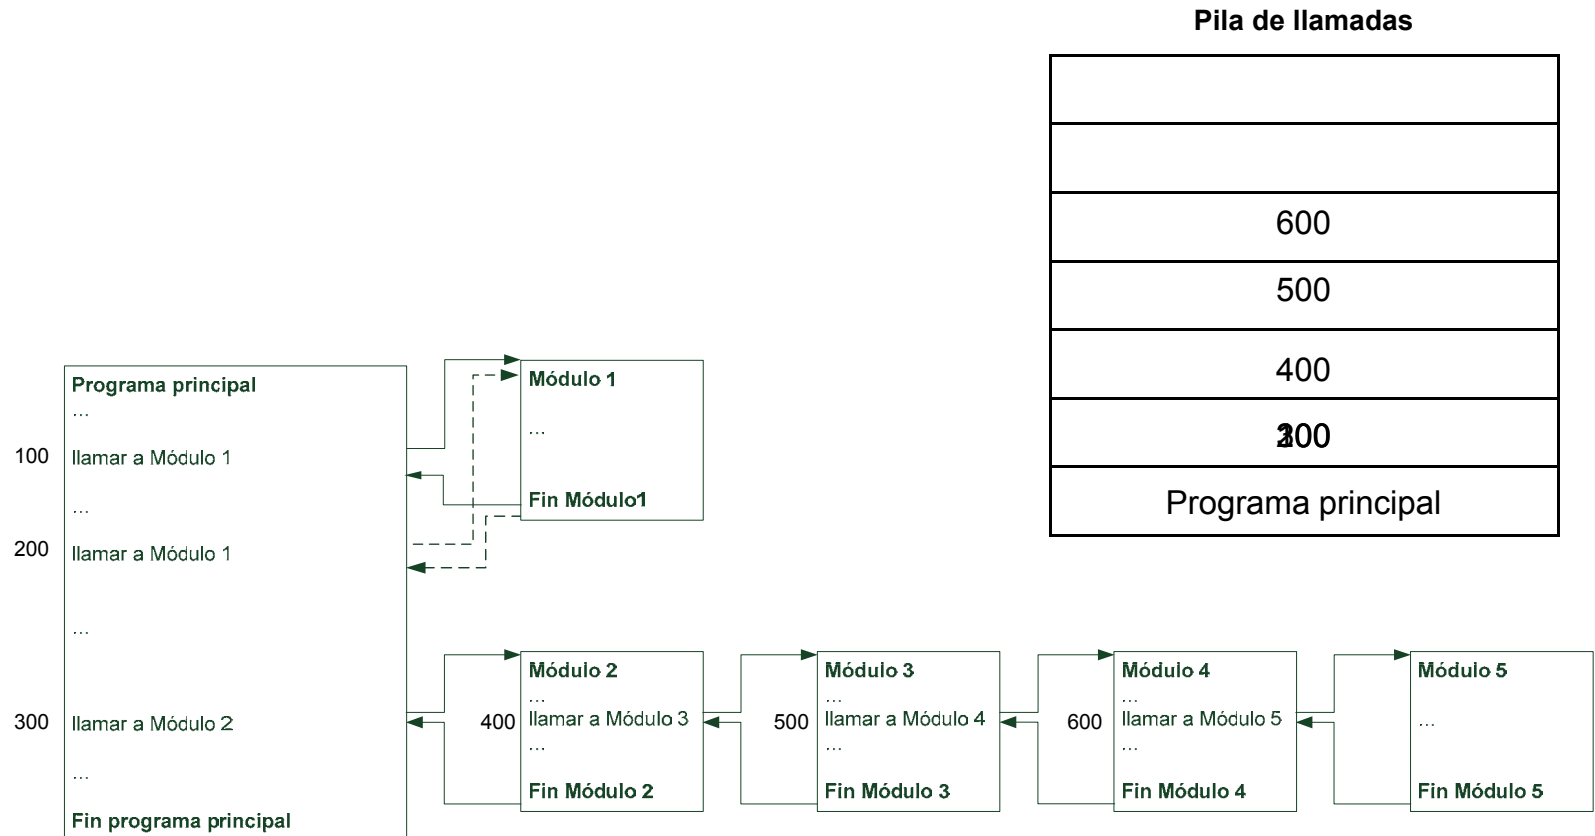 Pila de llamadas
600
500
400
Programa principal
Programa principal
...
100 llamar a Módulo 1
...
200 llamar a Módulo 1
...
300 llamar a Módulo 2
...
Fin programa principal
Módulo 1
...
Fin Módulo1
Módulo 2
...
400 llamar a Módulo 3
...
Fin Módulo 2
Módulo 3
...
500 llamar a Módulo 4
...
Fin Módulo 3
Módulo 4
...
600 llamar a Módulo 5
...
Fin Módulo 4
Módulo 5
...
Fin Módulo 5